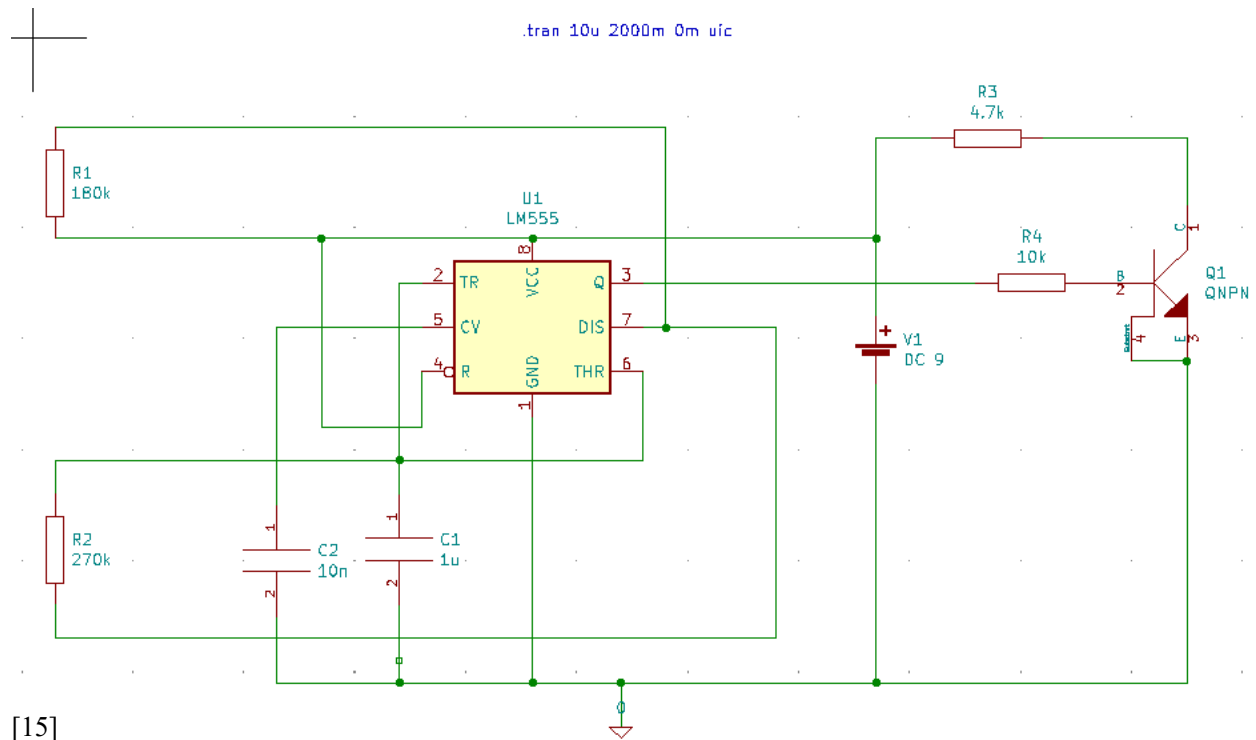 .tran 10u 2000m 0m uic
R3
4.7k
R1
180k
U1
LM555
8
VCC
C
1
R4
10k
2
TR
Q
3
B
2
Q1
QNPN
5
CV
DIS
7
4
E
3
V1
DC 9
4
R
GND
THR
6
1
R2
270k
1
C2
10n
2
1
C1
1u
2
0
[15]